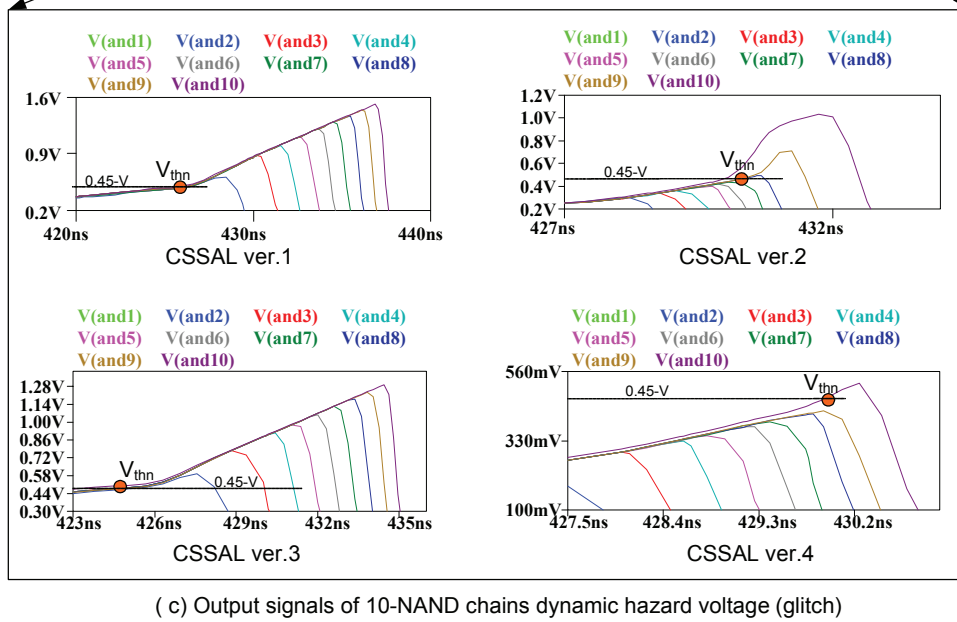 V(and1) V(and2) V(and3) V(and4)
V(and5) V(and6) V(and7) V(and8)
V(and9) V(and10)
1.6V
0.9V
0.2V
Vthn
0.45-V
420ns 430ns 440ns
CSSAL ver.1
V(and1) V(and2) V(and3) V(and4)
V(and5) V(and6) V(and7) V(and8)
V(and9) V(and10)
1.2V
1.0V
0.8V
0.6V
0.4V
0.2V
Vthn
0.45-V
427ns 432ns
CSSAL ver.2
V(and1) V(and2) V(and3) V(and4)
V(and5) V(and6) V(and7) V(and8)
V(and9) V(and10)
1.28V
1.14V
1.00V
0.86V
0.72V
0.58V
0.44V
0.30V
Vthn
0.45-V
423ns 426ns 429ns 432ns 435ns
CSSAL ver.3
V(and1) V(and2) V(and3) V(and4)
V(and5) V(and6) V(and7) V(and8)
V(and9) V(and10)
560mV
330mV
100mV
0.45-V
Vthn
427.5ns 428.4ns 429.3ns 430.2ns
CSSAL ver.4
( c) Output signals of 10-NAND chains dynamic hazard voltage (glitch)